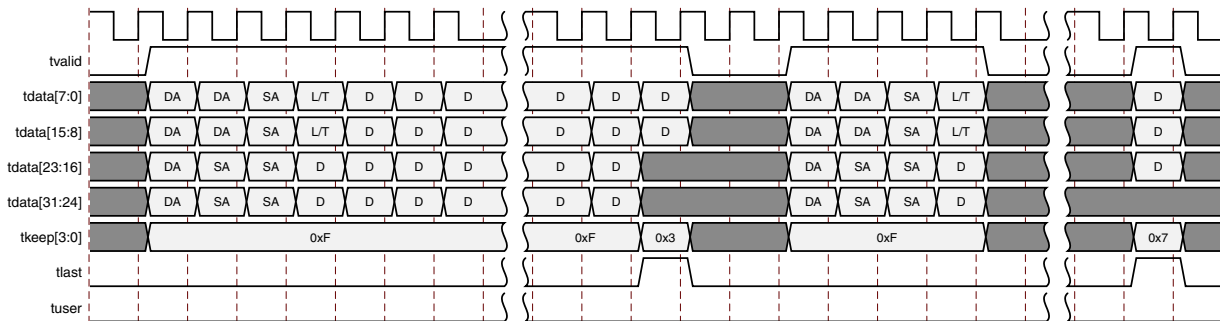 tvalid
tdata[7:0] DA DA SA L/T D D D D D D DA DA SA L/T D
tdata[15:8] DA DA SA L/T D D D D D D DA DA SA L/T D
tdata[23:16] DA SA SA D D D D D D DA SA SA D D
tdata[31:24] DA SA SA D D D D D D DA SA SA D
tkeep[3:0] 0xF 0xF 0x3 0xF 0x7
tlast
tuser